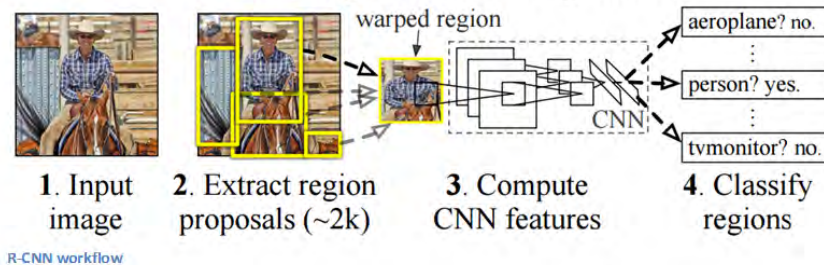 warped region
aeroplane? no.
person? yes.
tvmonitor? no.
CNN
1. Input
image
2. Extract region
proposals (~2k)
3. Compute
CNN features
4. Classify
regions
R-CNN workflow